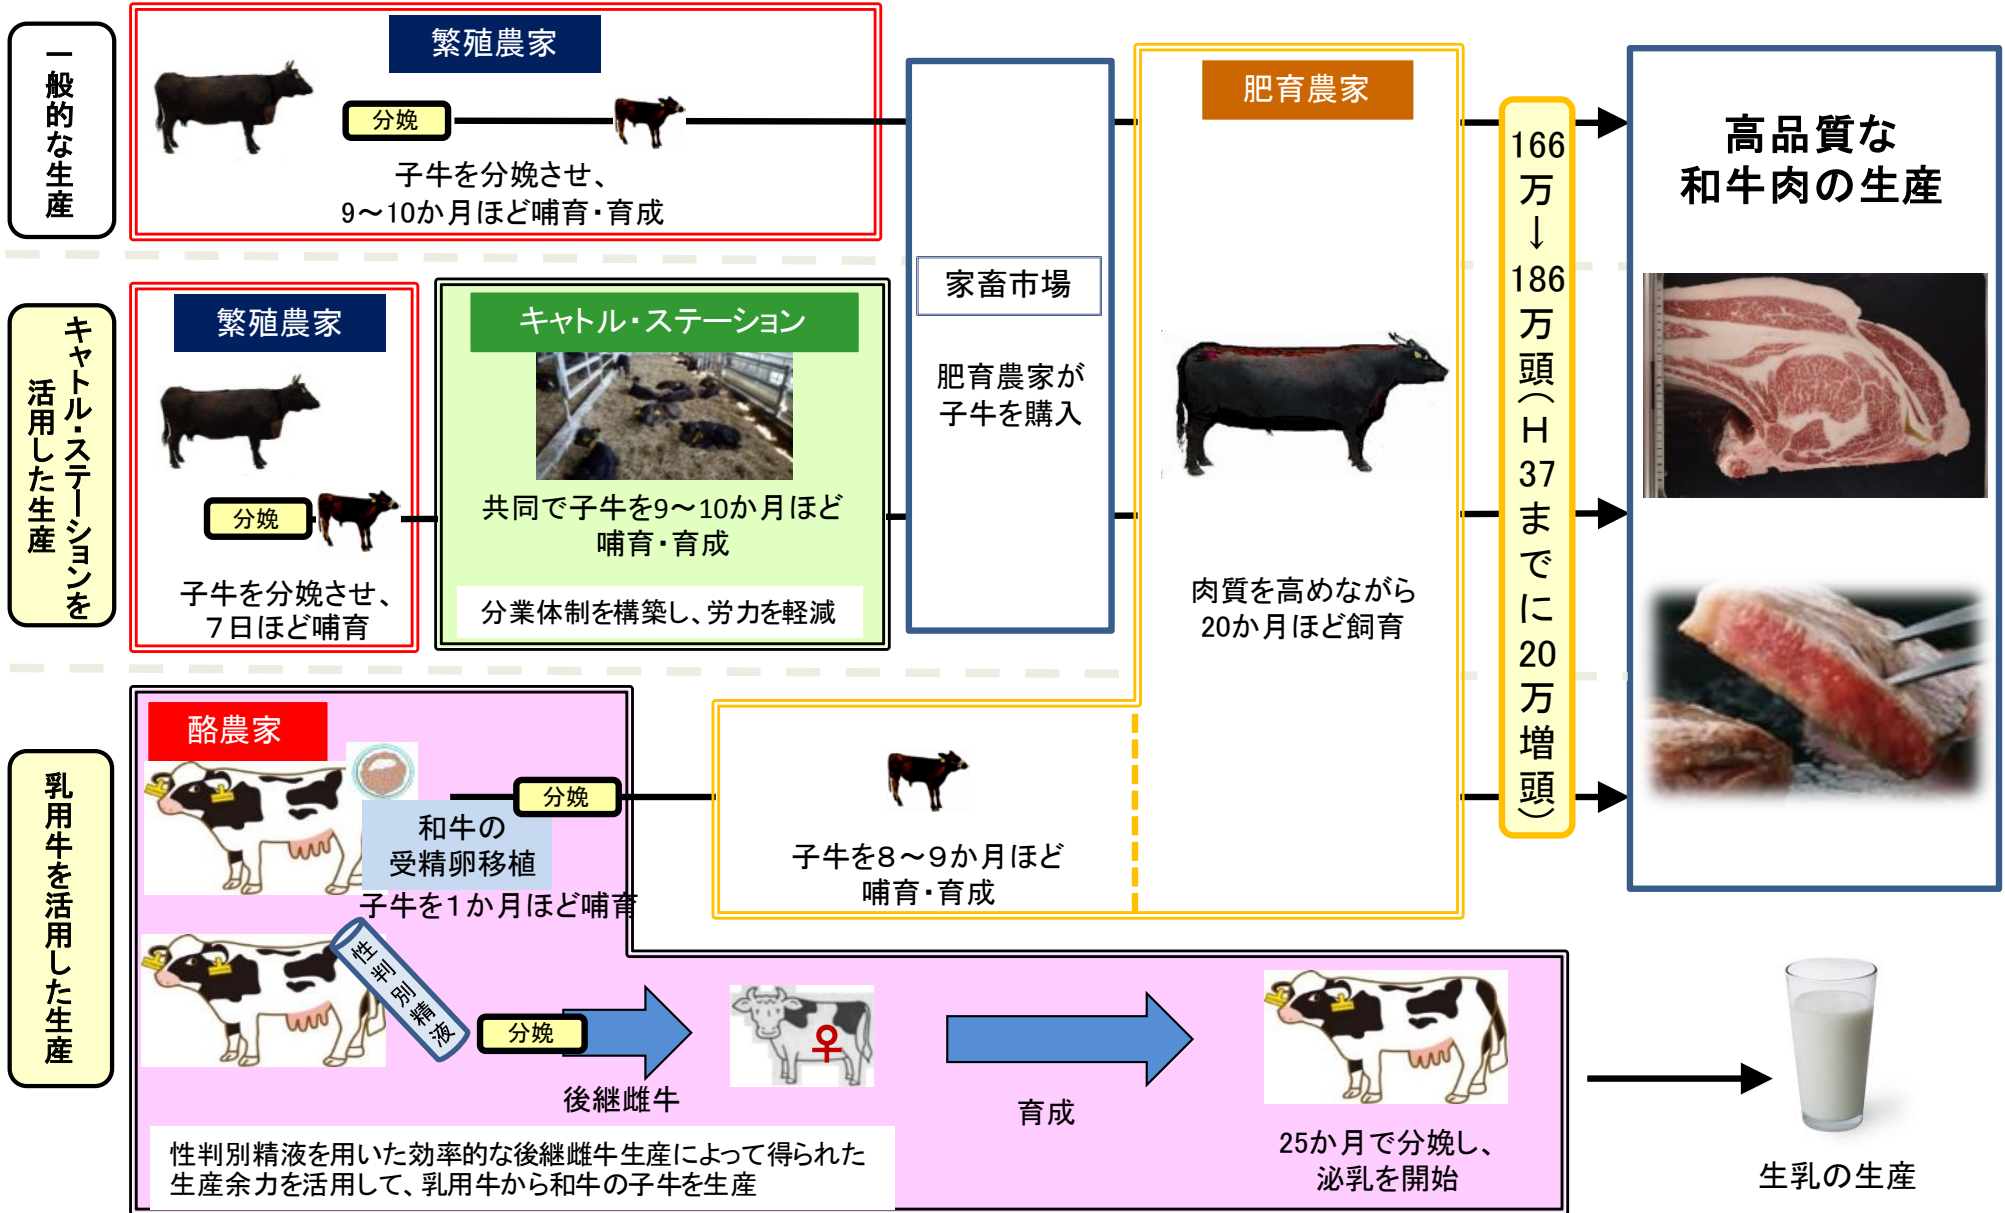 一般的な生産
繁殖農家
分娩
子牛を分娩させ、
9～10か月ほど哺育・育成
キャトル・ステーションを
活用した生産
繁殖農家
分娩
子牛を分娩させ、
７日ほど哺育
キャトル・ステーション
共同で子牛を9～10か月ほど
哺育・育成
分業体制を構築し、労力を軽減
家畜市場
肥育農家が
子牛を購入
肥育農家
肉質を高めながら
20か月ほど飼育
166万→186万頭（Ｈ37までに20万増頭）
高品質な
和牛肉の生産
乳用牛を活用した生産
酪農家
和牛の
受精卵移植
分娩
子牛を１か月ほど哺育
子牛を８～９か月ほど
哺育・育成
性判別精液
分娩
後継雌牛
♀
育成
25か月で分娩し、
泌乳を開始
性判別精液を用いた効率的な後継雌牛生産によって得られた
生産余力を活用して、乳用牛から和牛の子牛を生産
生乳の生産